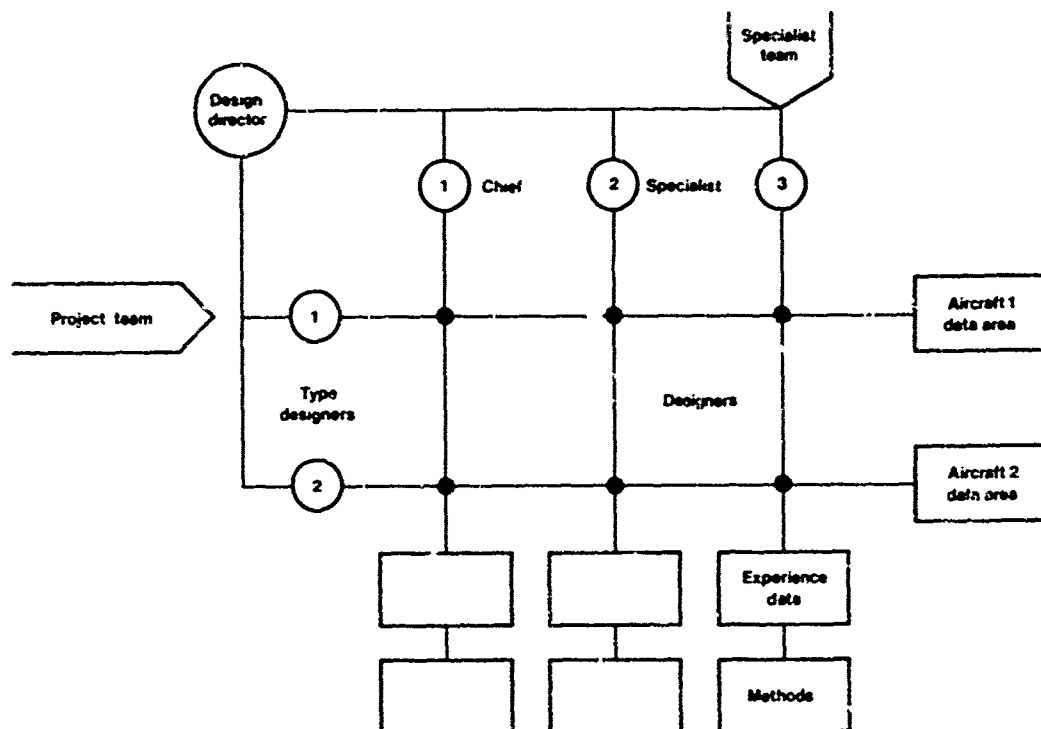 Specialist
team
Design
director
1 Chief
2 Specialist
3
Project team
1
Aircraft 1
data area
Type
designers
Designers
2
Aircraft 2
data area
Experience
data
Methods